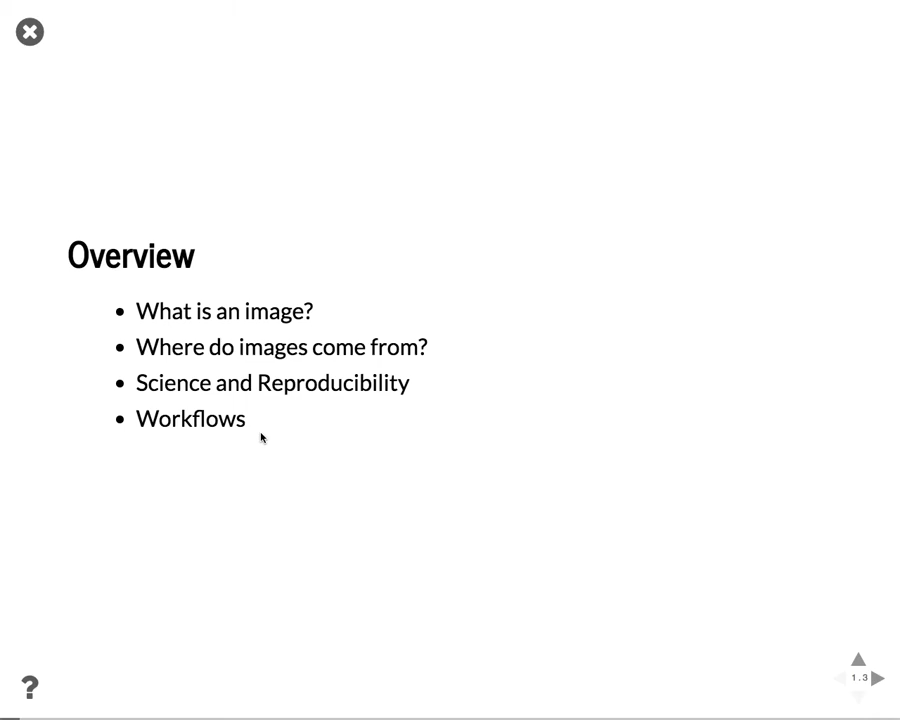 Overview
• What is an image?
• Where do images come from?
• Science and Reproducibility
• Workflows
?
1.3